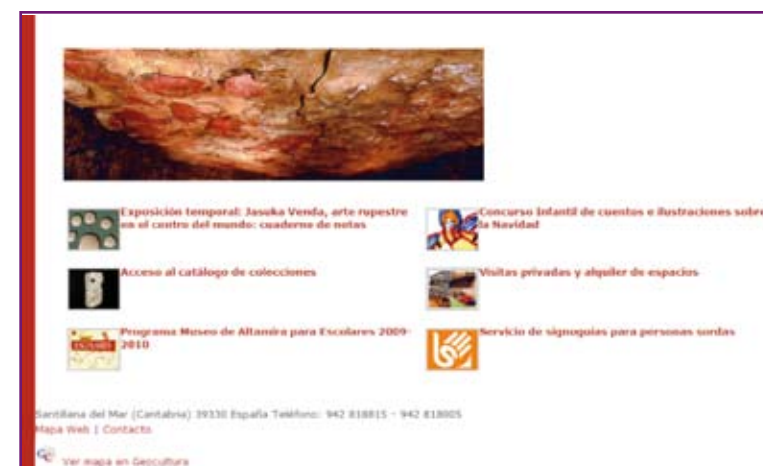 Exposición temporal: Jasuka Venda, arte rupestre
en el centro del mundo: cuaderno de notas
Concurso Infantil de cuentos e ilustraciones sobre
la Navidad
Acceso al catálogo de colecciones
Visitas privadas y alquiler de espacios
Programa Museo de Altamira para Escolares 2009-
2010
Servicio de signoguías para personas sordas
Santillana del Mar (Cantabria) 39330 España Teléfono: 942 818815 - 942 818005
Mapa Web | Contacto
Ver mapa en Geocultura